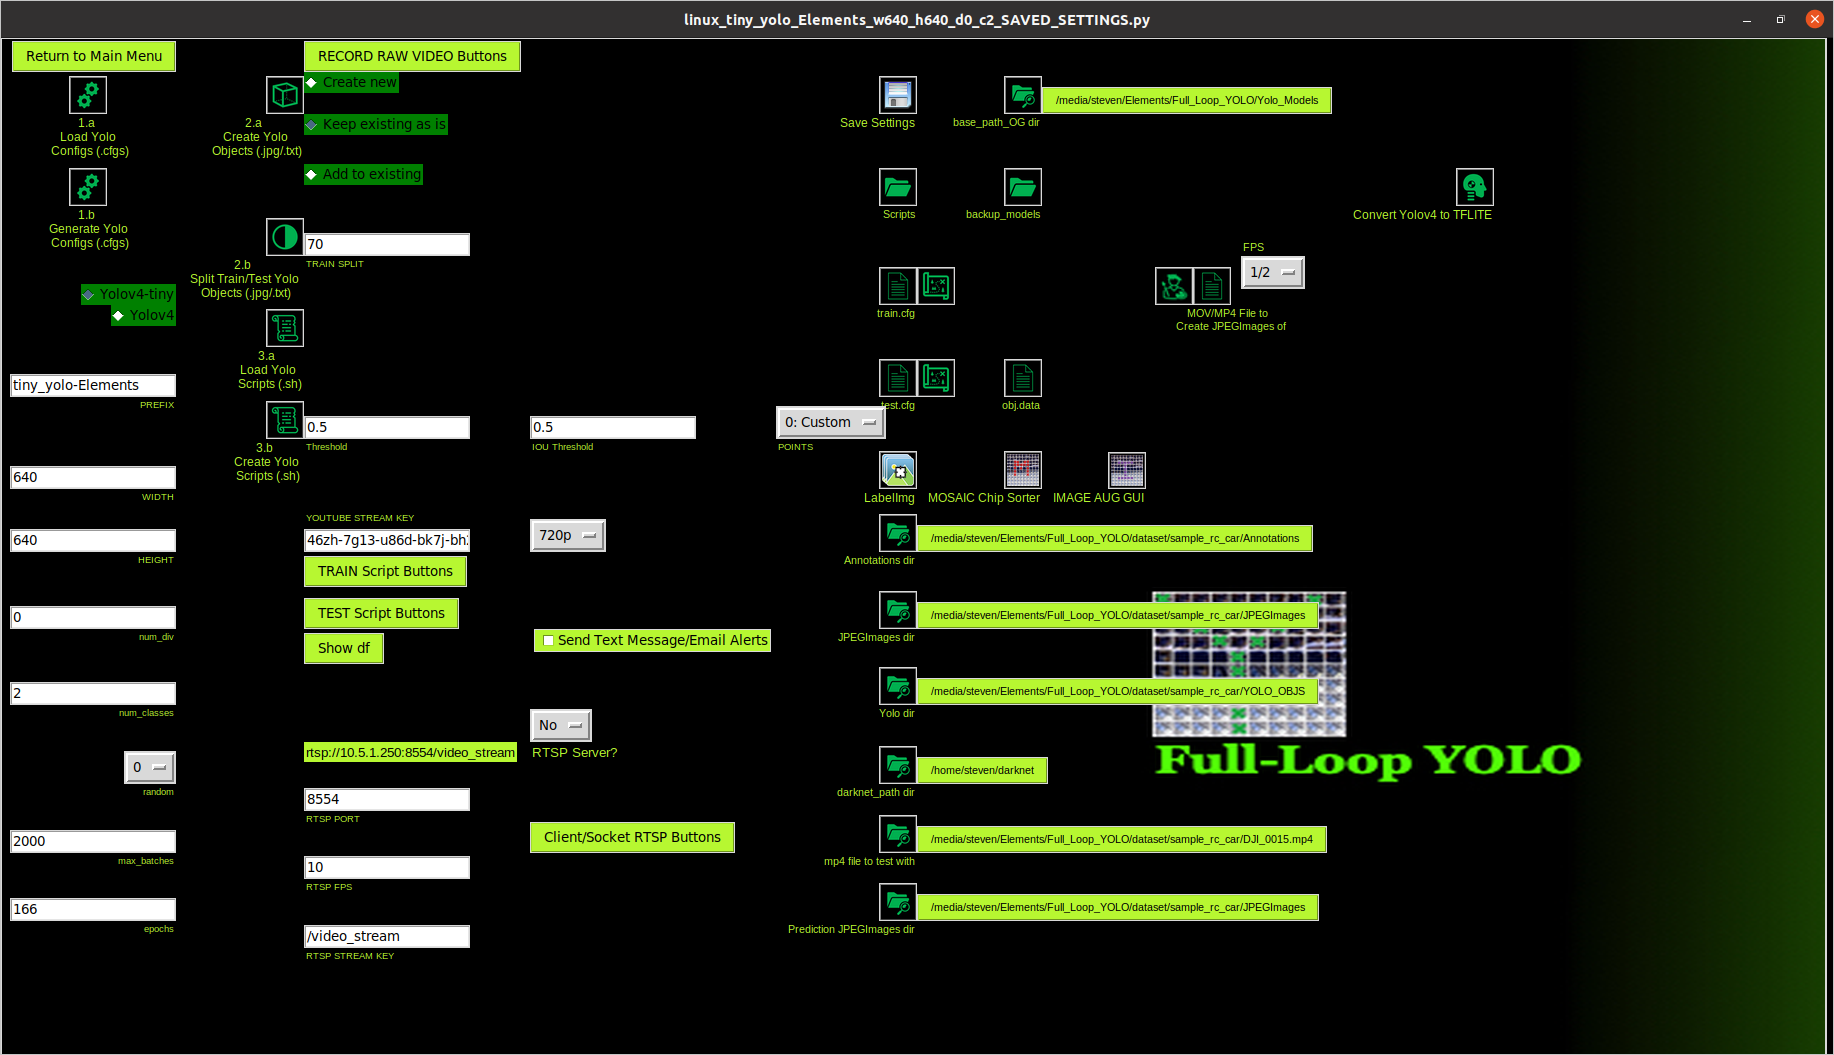 linux_tiny_yolo_Elements_w640_h640_d0_c2_SAVED_SETTINGS.py
Return to Main Menu
1.a
Load Yolo
Configs (.cfgs)
1.b
Generate Yolo
Configs (.cfgs)
Yolov4-tiny
Yolov4
tiny_yolo-Elements
PREFIX
640
WIDTH
640
HEIGHT
0
num_div
2
num_classes
0
random
2000
max_batches
166
epochs
RECORD RAW VIDEO Buttons
2.a
Create Yolo
Objects (.jpg/.txt)
Create new
Keep existing as is
Add to existing
2.b
Split Train/Test Yolo
Objects (.jpg/.txt)
70
TRAIN SPLIT
3.a
Load Yolo
Scripts (.sh)
3.b
Create Yolo
Scripts (.sh)
0.5
Threshold
0.5
IOU Threshold
0: Custom
POINTS
YOUTUBE STREAM KEY
46zh-7g13-u86d-bk7j-bh
720p
TRAIN Script Buttons
TEST Script Buttons
Show df
Send Text Message/Email Alerts
No
RTSP Server?
rtsp://10.5.1.250:8554/video_stream
8554
RTSP PORT
Client/Socket RTSP Buttons
10
RTSP FPS
/video_stream
RTSP STREAM KEY
Save Settings
base_path_OG dir
/media/steven/Elements/Full_Loop_YOLO/Yolo_Models
Scripts
backup_models
Convert Yolov4 to TFLITE
train.cfg
FPS
1/2
MOV/MP4 File to
Create JPEGImages of
test.cfg
obj.data
LabelImg
MOSAIC Chip Sorter
IMAGE AUG GUI
/media/steven/Elements/Full_Loop_YOLO/dataset/sample_rc_car/Annotations
Annotations dir
/media/steven/Elements/Full_Loop_YOLO/dataset/sample_rc_car/JPEGImages
JPEGImages dir
/media/steven/Elements/Full_Loop_YOLO/dataset/sample_rc_car/YOLO_OBJS
Yolo dir
Full-Loop YOLO
/home/steven/darknet
darknet_path dir
/media/steven/Elements/Full_Loop_YOLO/dataset/sample_rc_car/DJI_0015.mp4
mp4 file to test with
/media/steven/Elements/Full_Loop_YOLO/dataset/sample_rc_car/JPEGImages
Prediction JPEGImages dir